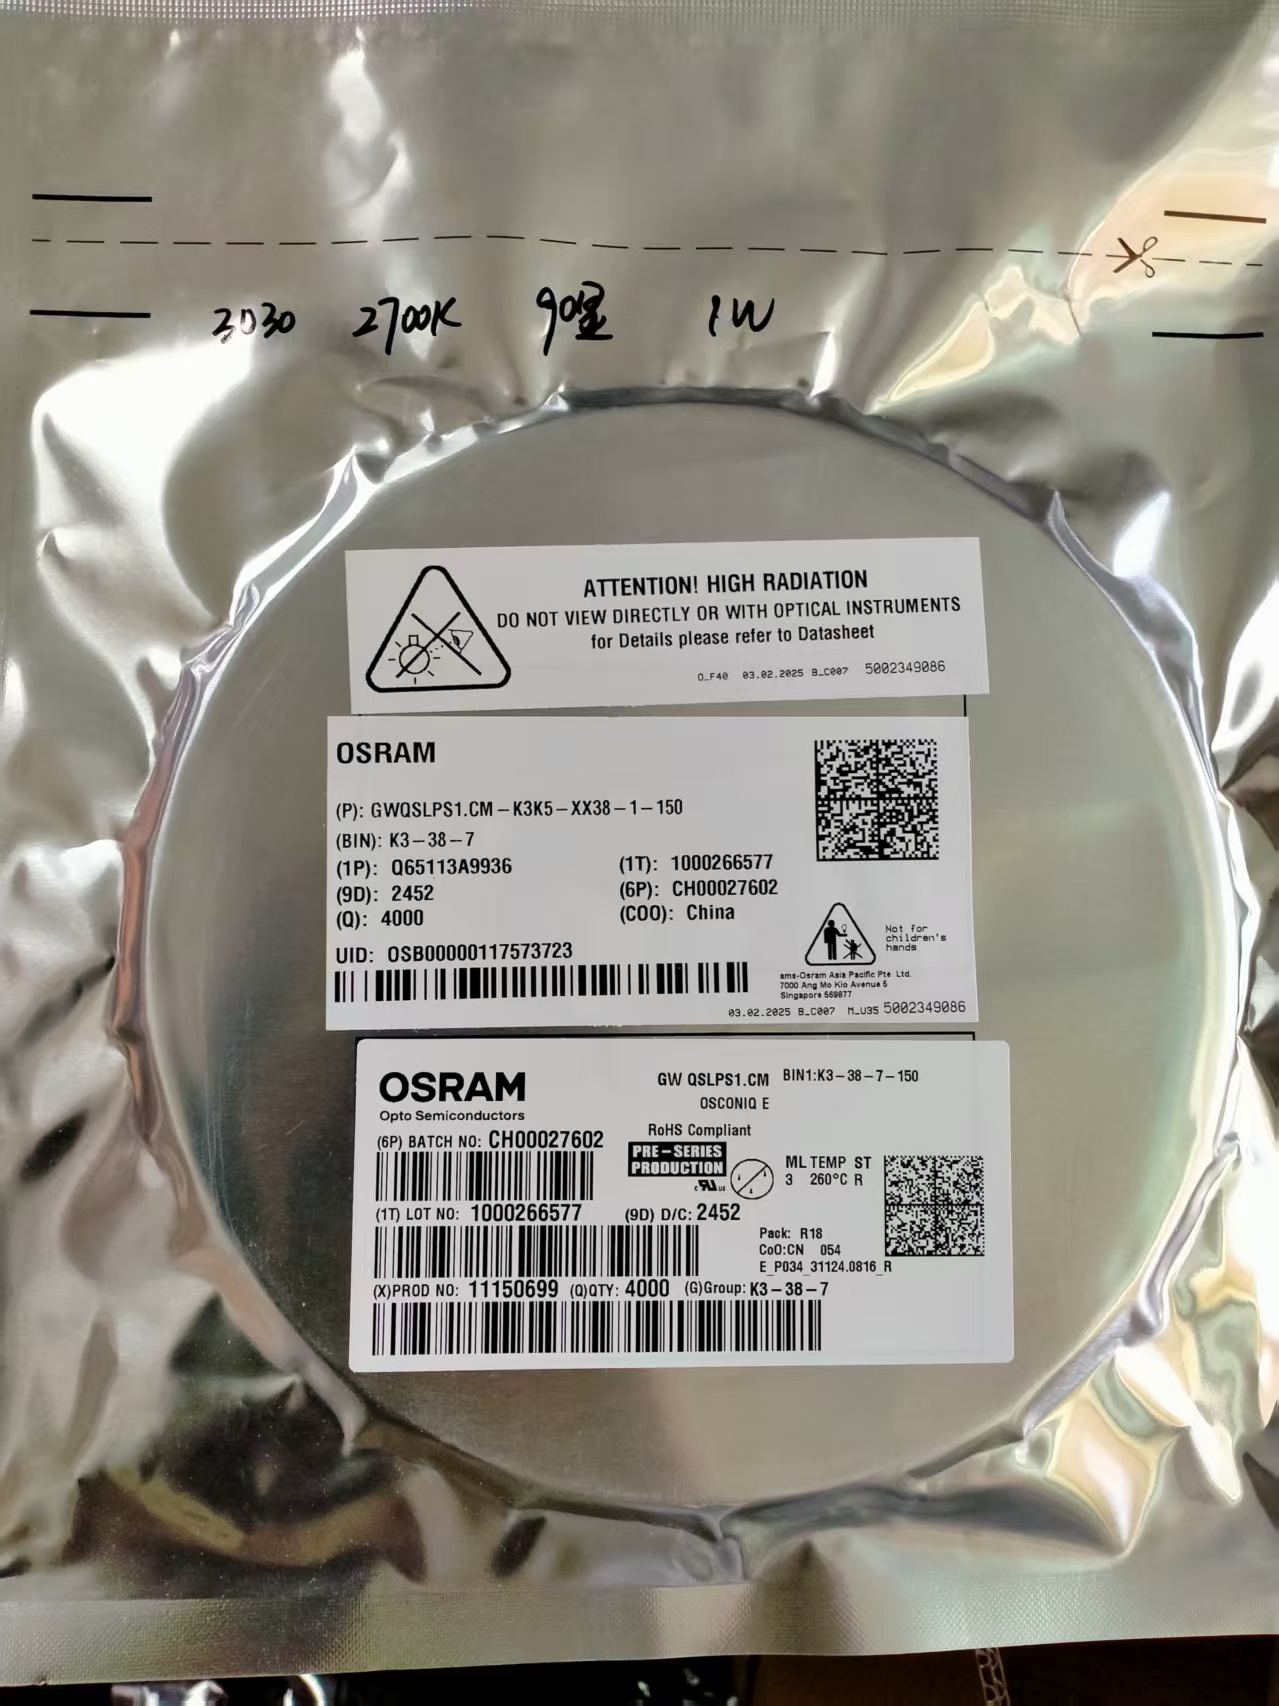 3030 2700K 90显 1W
ATTENTION! HIGH RADIATION
DO NOT VIEW DIRECTLY OR WITH OPTICAL INSTRUMENTS
for Details please refer to Datasheet
O_F40 03.02.2025 B_C007 5002349086
OSRAM
(P): GWQSLPS1.CM-K3K5-XX38-1-150
(BIN): K3-38-7
(1P): Q65113A9936 (1T): 1000266577
(9D): 2452 (6P): CH00027602
(Q): 4000 (COO): China
UID: OSB00000117573723
Not for
children's
hands
ams-Osram Asia Pacific Pte Ltd.
7000 Ang Mo Kio Avenue 5
Singapore 569877
03.02.2025 B_C007 M_U35 5002349086
OSRAM
Opto Semiconductors
GW QSLPS1.CM BIN1:K3-38-7-150
OSCONIQ E
RoHS Compliant
(6P) BATCH NO: CH00027602
PRE-SERIES
PRODUCTION
ML TEMP ST
3 260°C R
(1T) LOT NO: 1000266577 (9D) D/C: 2452
Pack: R18
CoO:CN 054
E_P034_31124.0816_R
(X)PROD NO: 11150699 (Q)QTY: 4000 (G)Group: K3-38-7